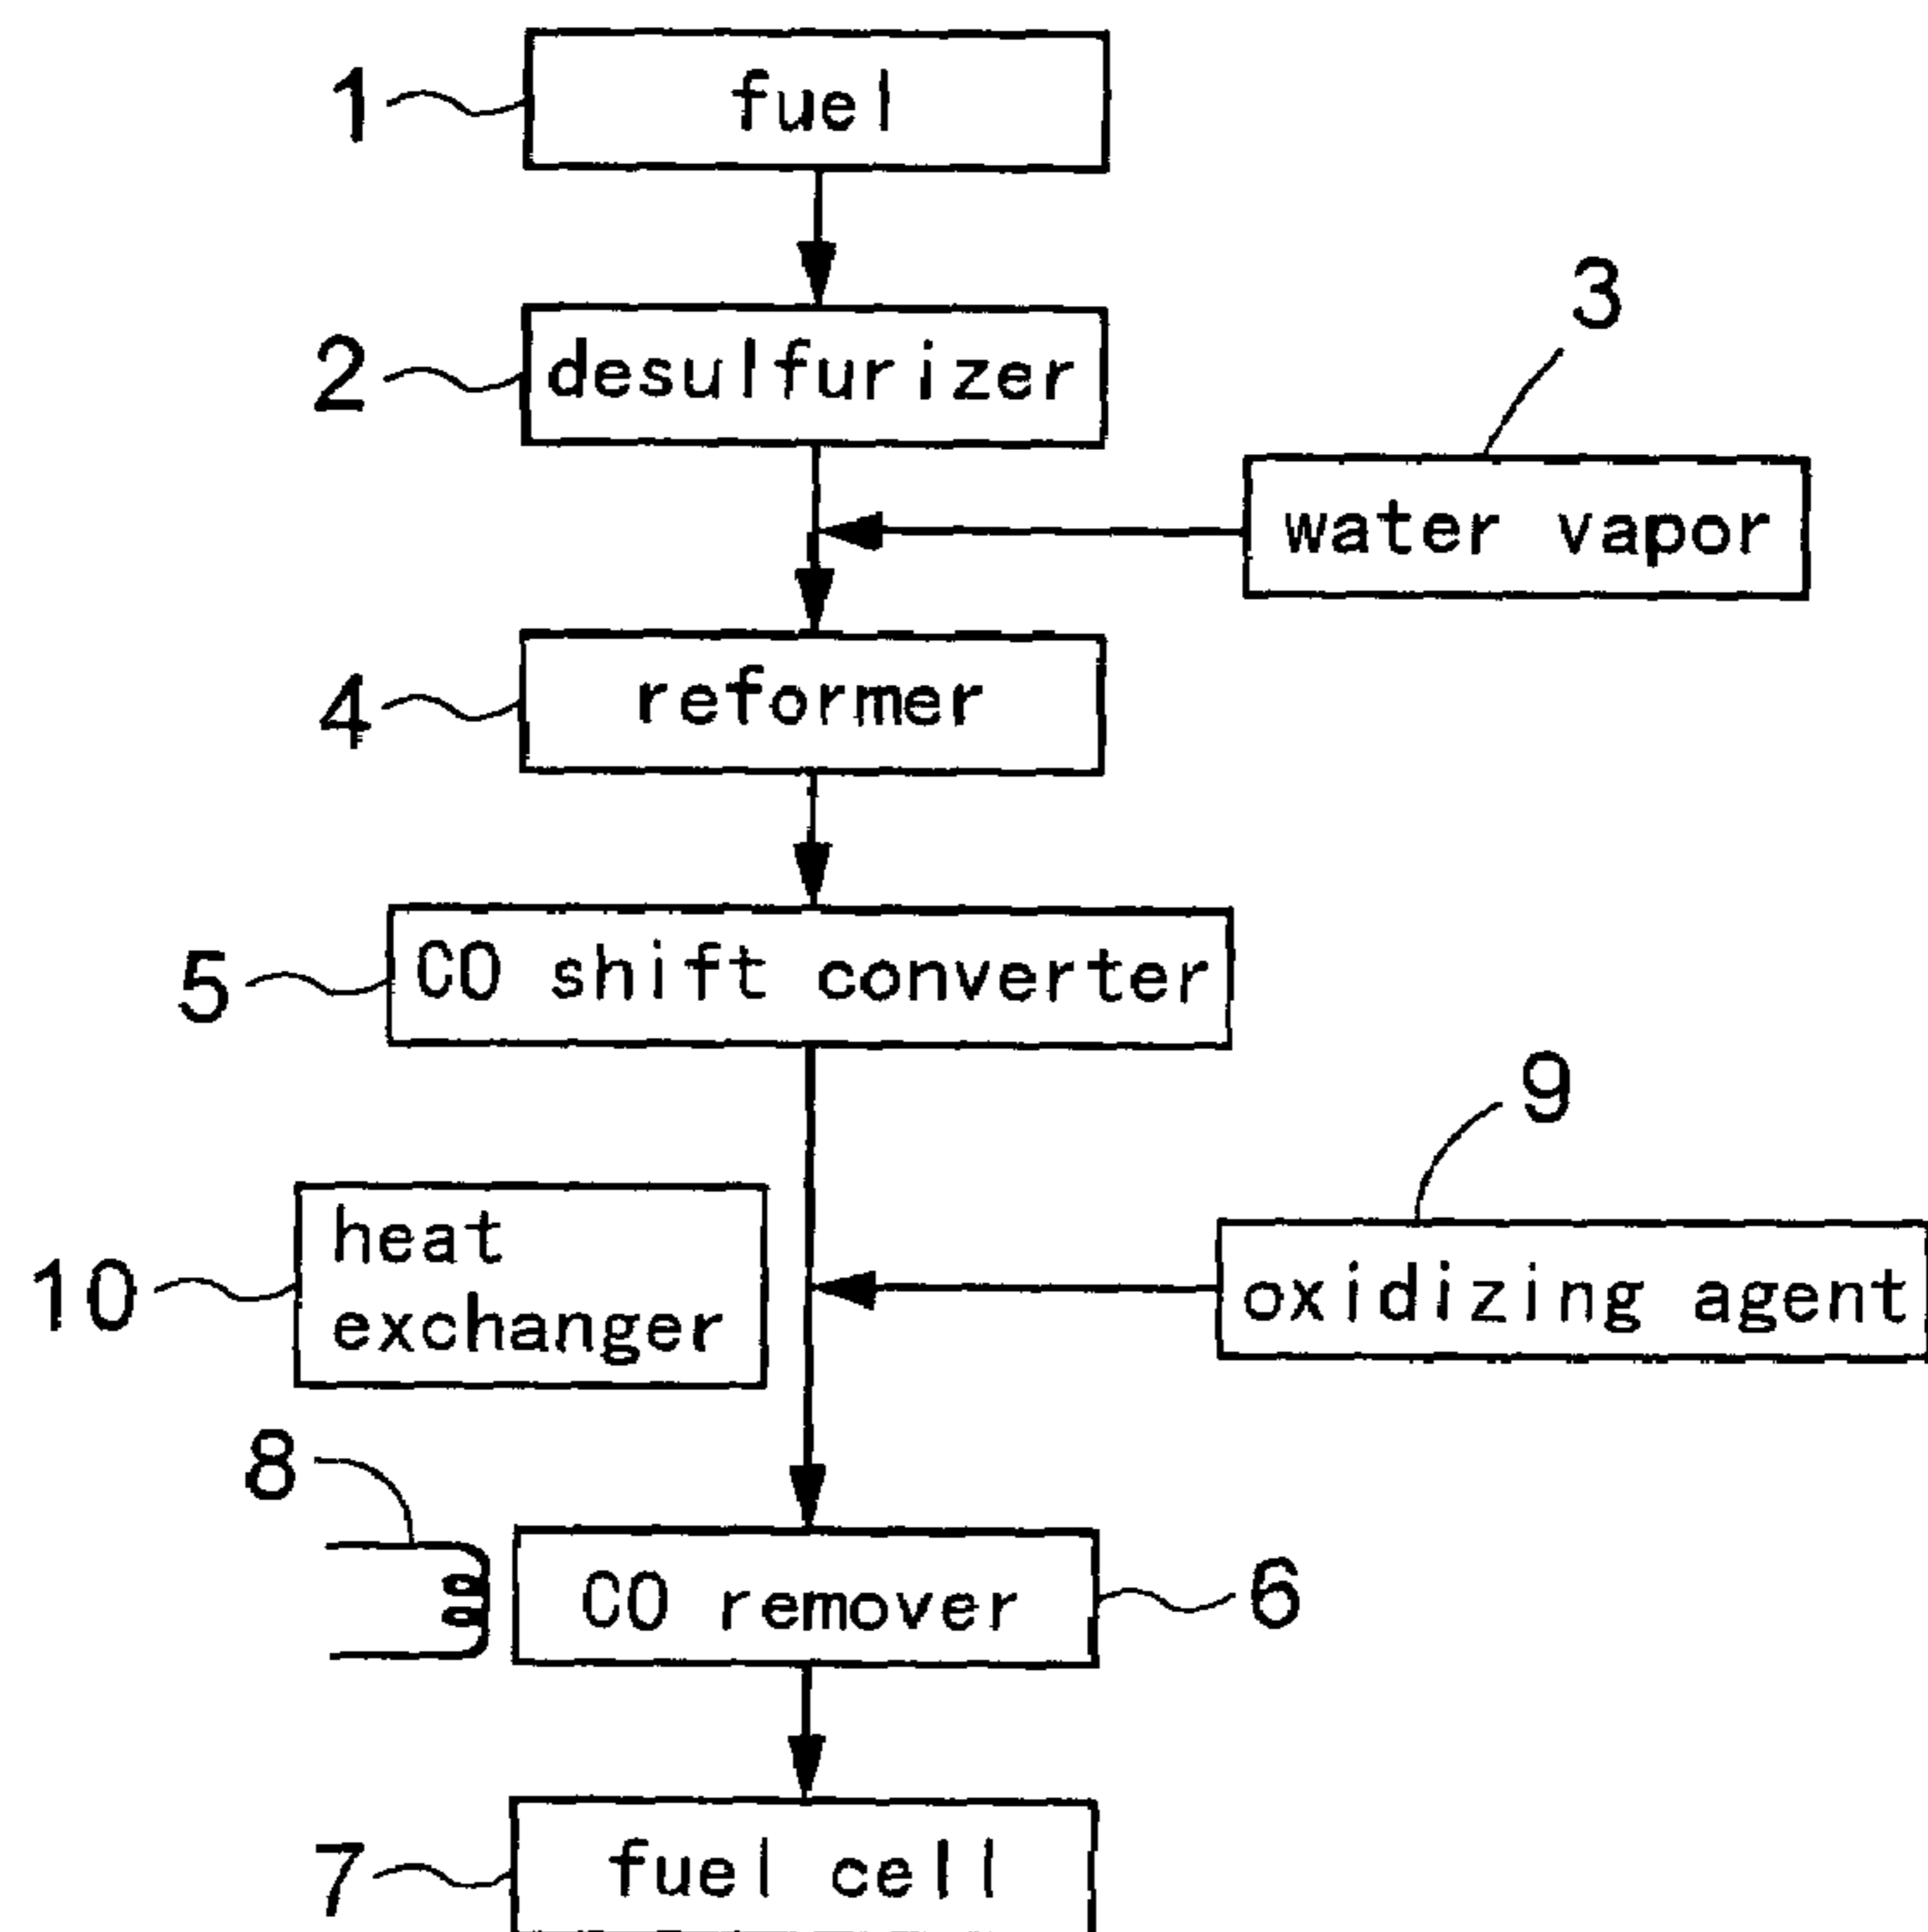 1
fuel
2
desulfurizer
3
water vapor
4
reformer
5
CO shift converter
9
10
heat
exchanger
oxidizing agent
8
CO remover
6
7
fuel cell